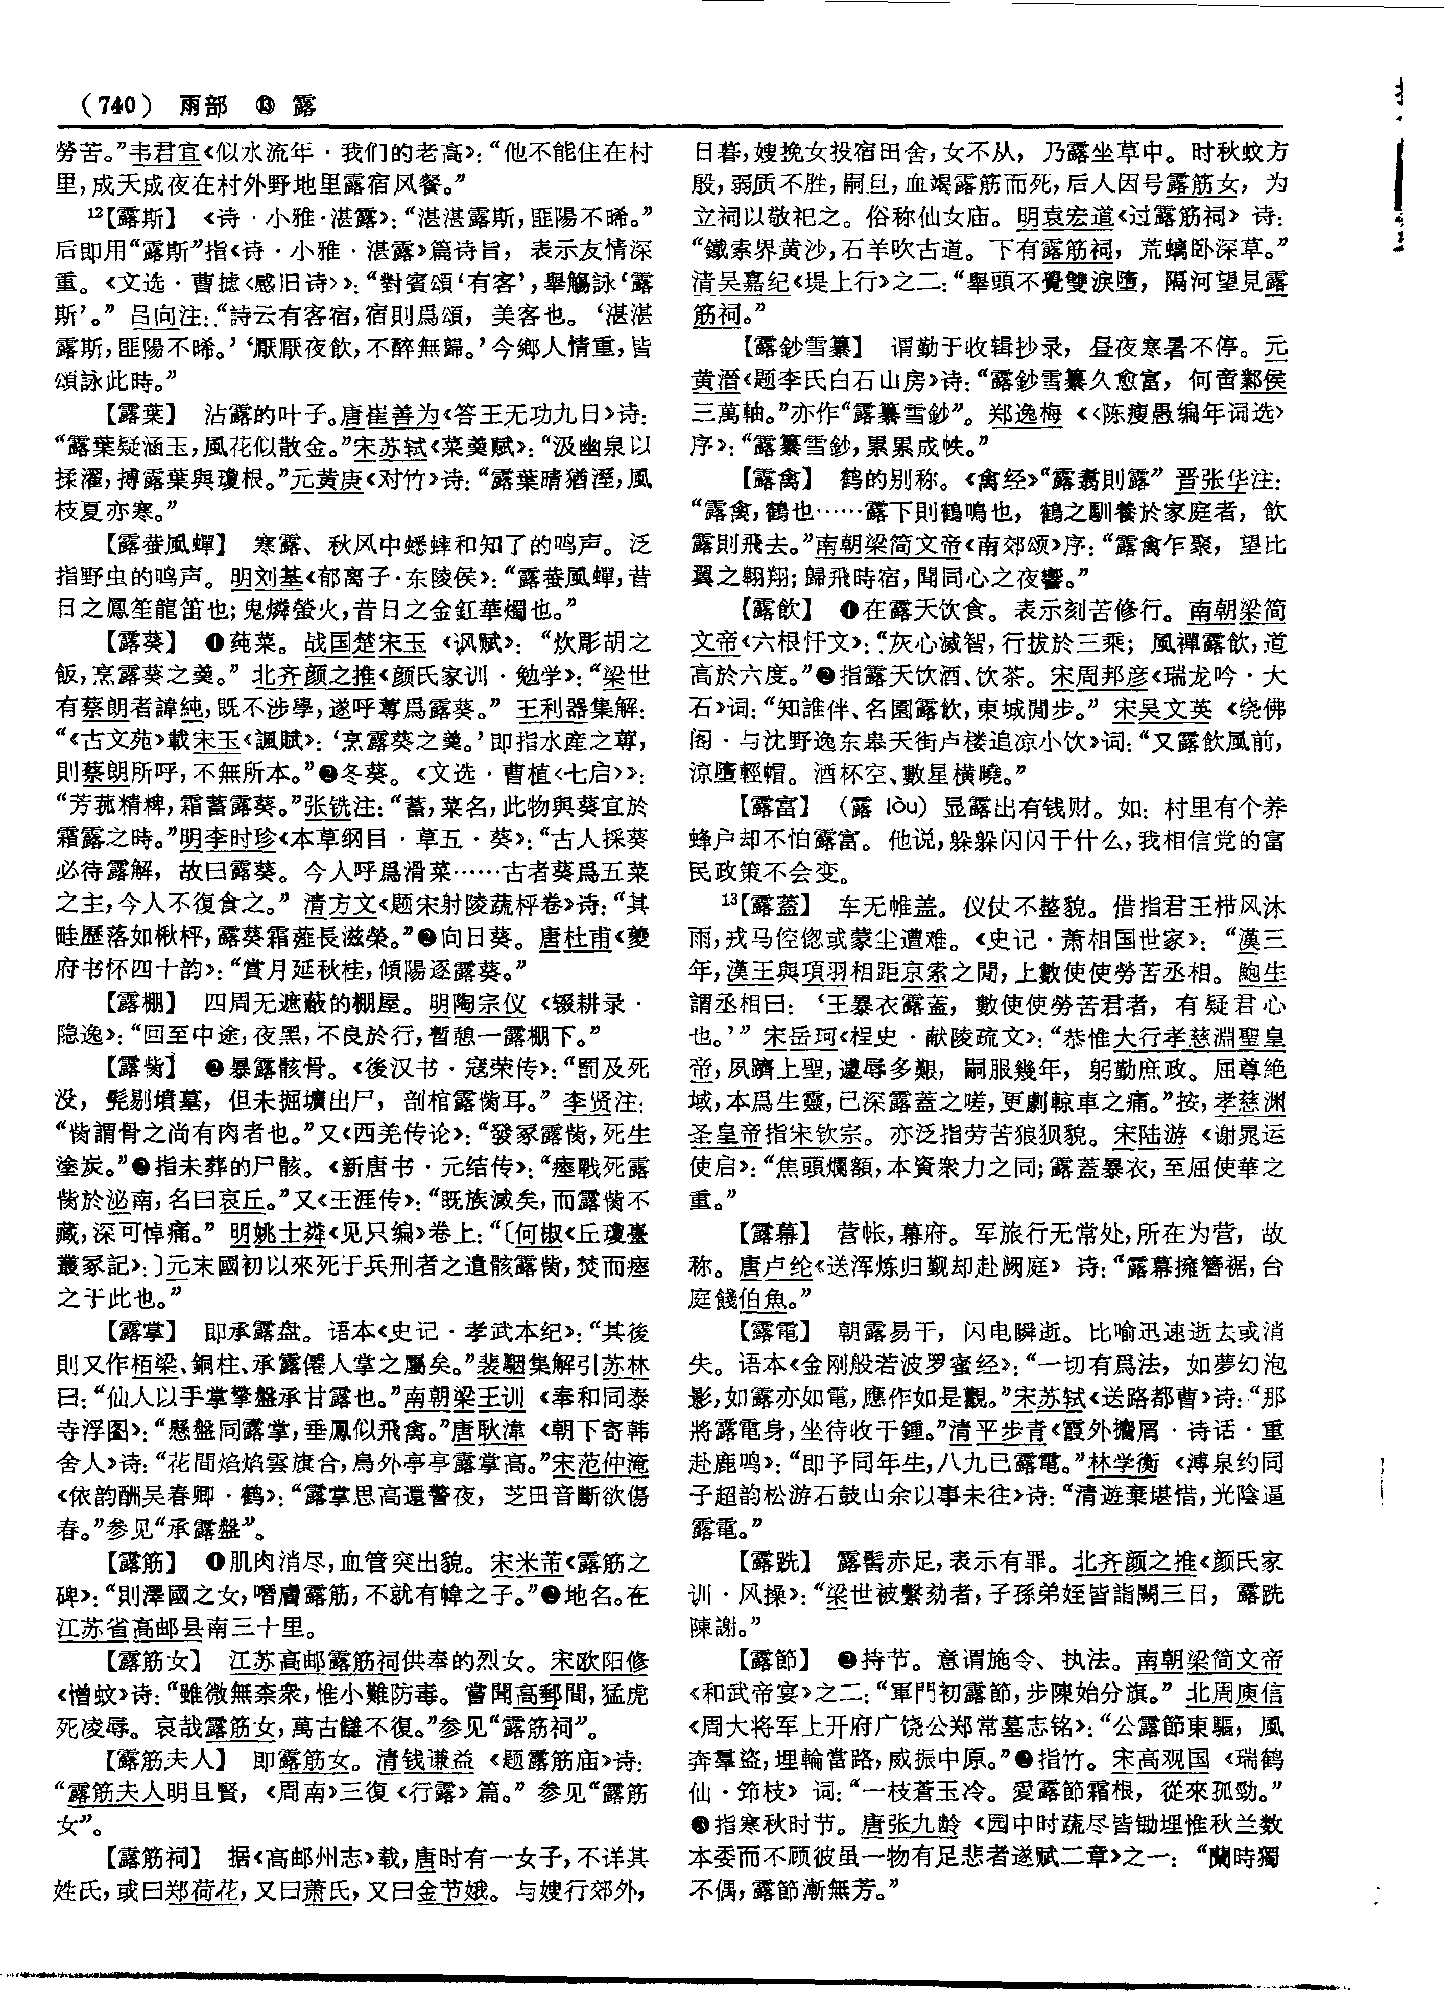 （740） 雨部 ⓭ 露
勞苦。”韦君宜《似水流年·我们的老高》：“他不能住在村
里，成天成夜在村外野地里露宿风餐。”
¹²【露斯】 《诗·小雅·湛露》：“湛湛露斯，匪陽不晞。”
后即用“露斯”指《诗·小雅·湛露》篇诗旨，表示友情深
重。《文选·曹摅〈感旧诗〉》：“對賓頌‘有客’，舉觴詠‘露
斯’。” 吕向注：“詩云有客宿，宿則爲頌，美客也。‘湛湛
露斯，匪陽不晞。’‘厭厭夜飲，不醉無歸。’今鄉人情重，皆
頌詠此時。”
【露葉】 沾露的叶子。唐崔善为《答王无功九日》诗：
“露葉疑涵玉，風花似散金。”宋苏轼《菜羹赋》：“汲幽泉以
揉濯，搏露葉與瓊根。”元黄庚《对竹》诗：“露葉晴猶溼，風
枝夏亦寒。”
【露蛬風蟬】 寒露、秋风中蟋蟀和知了的鸣声。泛
指野虫的鸣声。明刘基《郁离子·东陵侯》：“露蛬風蟬，昔
日之鳳笙龍笛也；鬼燐螢火，昔日之金釭華燭也。”
【露葵】 ❶莼菜。战国楚宋玉《讽赋》：“炊彫胡之
飯，烹露葵之羹。” 北齐颜之推《颜氏家训·勉学》：“梁世
有蔡朗者諱純，既不涉學，遂呼蓴爲露葵。” 王利器集解：
“《古文苑》載宋玉《諷賦》：‘烹露葵之羹。’即指水産之蓴，
則蔡朗所呼，不無所本。”❷冬葵。《文选·曹植〈七启〉》：
“芳菰精粺，霜蓄露葵。”张铣注：“蓄，菜名，此物與葵宜於
霜露之時。”明李时珍《本草纲目·草五·葵》：“古人採葵
必待露解，故曰露葵。今人呼爲滑菜……古者葵爲五菜
之主，今人不復食之。” 清方文《题宋射陵蔬枰卷》诗：“其
畦歷落如楸枰，露葵霜薤長滋榮。”❷向日葵。唐杜甫《夔
府书怀四十韵》：“賞月延秋桂，傾陽逐露葵。”
【露棚】 四周无遮蔽的棚屋。明陶宗仪《辍耕录·
隐逸》：“回至中途，夜黑，不良於行，暫憩一露棚下。”
【露胔】 ❷暴露骸骨。《後汉书·寇荣传》：“罰及死
没，髡剔墳墓，但未掘壙出尸，剖棺露胔耳。” 李贤注：
“胔謂骨之尚有肉者也。”又《西羌传论》：“發冢露胔，死生
塗炭。”❷指未葬的尸骸。《新唐书·元结传》：“瘞戰死露
胔於泌南，名曰哀丘。”又《王涯传》：“既族滅矣，而露胔不
藏，深可悼痛。” 明姚士粦《见只编》卷上：“〔何椒《丘瓊臺
叢冢記》：〕元末國初以來死于兵刑者之遺骸露胔，焚而瘞
之于此也。”
【露掌】 即承露盘。语本《史记·孝武本纪》：“其後
則又作栢梁、銅柱、承露僊人掌之屬矣。”裴駰集解引苏林
曰：“仙人以手掌擎盤承甘露也。”南朝梁王训《奉和同泰
寺浮图》：“懸盤同露掌，垂鳳似飛禽。”唐耿湋《朝下寄韩
舍人》诗：“花間焰焰雲旗合，鳥外亭亭露掌高。”宋范仲淹
《依韵酬吴春卿·鹤》：“露掌思高還警夜，芝田音斷欲傷
春。”参见“承露盤”。
【露筋】 ❶肌肉消尽，血管突出貌。宋米芾《露筋之
碑》：“則澤國之女，噆膚露筋，不就有幃之子。”❷地名。在
江苏省高邮县南三十里。
【露筋女】 江苏高邮露筋祠供奉的烈女。宋欧阳修
《憎蚊》诗：“雖微無柰衆，惟小難防毒。嘗聞高郵間，猛虎
死凌辱。哀哉露筋女，萬古讎不復。”参见“露筋祠”。
【露筋夫人】 即露筋女。清钱谦益《题露筋庙》诗：
“露筋夫人明且賢，《周南》三復《行露》篇。” 参见“露筋
女”。
【露筋祠】 据《高邮州志》载，唐时有一女子，不详其
姓氏，或曰郑荷花，又曰萧氏，又曰金节娥。与嫂行郊外，
日暮，嫂挽女投宿田舍，女不从，乃露坐草中。时秋蚊方
殷，弱质不胜，嗣旦，血竭露筋而死，后人因号露筋女，为
立祠以敬祀之。俗称仙女庙。明袁宏道《过露筋祠》诗：
“鐵索界黄沙，石羊吹古道。下有露筋祠，荒螭卧深草。”
清吴嘉纪《堤上行》之二：“舉頭不覺雙淚墮，隔河望見露
筋祠。”
【露鈔雪纂】 谓勤于收辑抄录，昼夜寒暑不停。元
黄溍《题李氏白石山房》诗：“露鈔雪纂久愈富，何啻鄴侯
三萬軸。”亦作“露纂雪鈔”。郑逸梅《〈陈瘦愚编年词选〉
序》：“露纂雪鈔，累累成帙。”
【露禽】 鹤的别称。《禽经》“露翥則露” 晋张华注：
“露禽，鶴也……露下則鶴鳴也，鶴之馴養於家庭者，飲
露則飛去。”南朝梁简文帝《南郊颂》序：“露禽乍聚，望比
翼之翱翔；歸飛時宿，聞同心之夜響。”
【露飲】 ❶在露天饮食。表示刻苦修行。南朝梁简
文帝《六根忏文》：“灰心滅智，行拔於三乘；風禪露飲，道
高於六度。”❷指露天饮酒、饮茶。宋周邦彦《瑞龙吟·大
石》词：“知誰伴、名園露飲，東城閒步。” 宋吴文英《绕佛
阁·与沈野逸东皋天街卢楼追凉小饮》词：“又露飲風前，
涼墮輕帽。酒杯空、數星横曉。”
【露富】 （露 lòu）显露出有钱财。如：村里有个养
蜂户却不怕露富。他说，躲躲闪闪干什么，我相信党的富
民政策不会变。
¹³【露蓋】 车无帷盖。仪仗不整貌。借指君王栉风沐
雨，戎马倥偬或蒙尘遭难。《史记·萧相国世家》：“漢三
年，漢王與項羽相距京索之閒，上數使使勞苦丞相。鮑生
謂丞相曰：‘王暴衣露蓋，數使使勞苦君者，有疑君心
也。’” 宋岳珂《桯史·献陵疏文》：“恭惟大行孝慈淵聖皇
帝，夙躋上聖，遽辱多艱，嗣服幾年，躬勤庶政。屈尊絶
域，本爲生靈，已深露蓋之嗟，更劇輬車之痛。”按，孝慈渊
圣皇帝指宋钦宗。亦泛指劳苦狼狈貌。宋陆游《谢晁运
使启》：“焦頭爛額，本資衆力之同；露蓋暴衣，至屈使華之
重。”
【露幕】 营帐，幕府。军旅行无常处，所在为营，故
称。唐卢纶《送浑炼归觐却赴阙庭》诗：“露幕擁簪裾，台
庭餞伯魚。”
【露電】 朝露易干，闪电瞬逝。比喻迅速逝去或消
失。语本《金刚般若波罗蜜经》：“一切有爲法，如夢幻泡
影，如露亦如電，應作如是觀。”宋苏轼《送路都曹》诗：“那
將露電身，坐待收千鍾。”清平步青《霞外攟屑·诗话·重
赴鹿鸣》：“即予同年生，八九已露電。”林学衡《溥泉约同
子超韵松游石鼓山余以事未往》诗：“清遊棄堪惜，光陰逼
露電。”
【露跣】 露髻赤足，表示有罪。北齐颜之推《颜氏家
训·风操》：“梁世被繫劾者，子孫弟姪皆詣闕三日，露跣
陳謝。”
【露節】 ❷持节。意谓施令、执法。南朝梁简文帝
《和武帝宴》之二：“軍門初露節，步陳始分旗。” 北周庾信
《周大将军上开府广饶公郑常墓志铭》：“公露節東驅，風
奔羣盜，埋輪當路，威振中原。”❷指竹。宋高观国《瑞鹤
仙·筇枝》词：“一枝蒼玉冷。愛露節霜根，從來孤勁。”
❸指寒秋时节。唐张九龄《园中时蔬尽皆锄埋惟秋兰数
本委而不顾彼虽一物有足悲者遂赋二章》之一：“蘭時獨
不偶，露節漸無芳。”